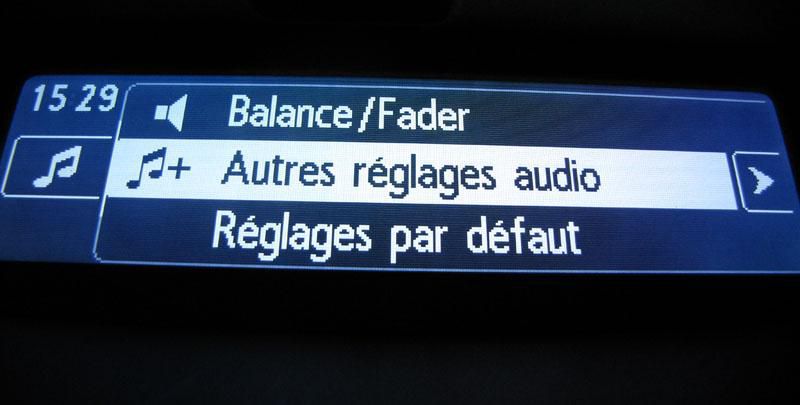 15 29
Balance/Fader
Autres réglages audio
Réglages par défaut